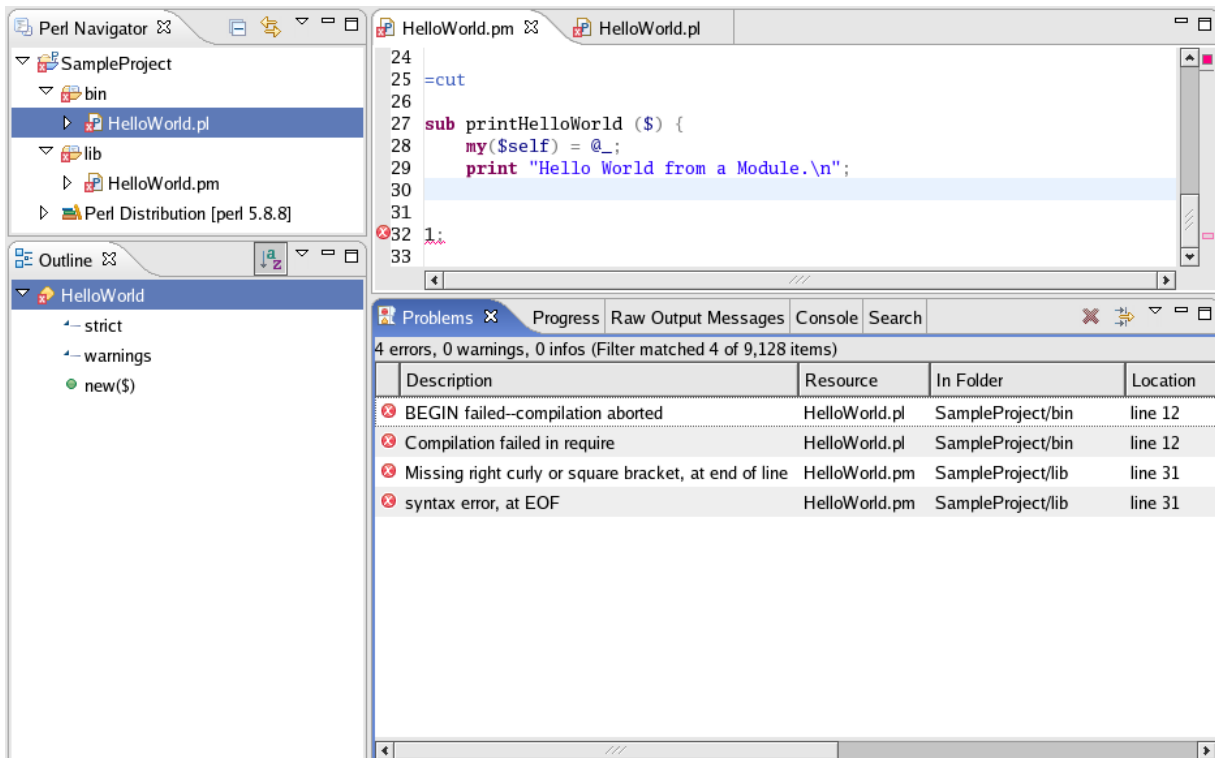 Perl Navigator
SampleProject
bin
HelloWorld.pl
lib
HelloWorld.pm
Perl Distribution [perl 5.8.8]
Outline
HelloWorld
strict
warnings
new($)
HelloWorld.pm HelloWorld.pl
24
25 =cut
26
27 sub printHelloWorld ($) {
28 my($self) = @_;
29 print "Hello World from a Module.\n";
30
31
32 1;
33
Problems Progress Raw Output Messages Console Search
4 errors, 0 warnings, 0 infos (Filter matched 4 of 9,128 items)
Description Resource In Folder Location
BEGIN failed--compilation aborted HelloWorld.pl SampleProject/bin line 12
Compilation failed in require HelloWorld.pl SampleProject/bin line 12
Missing right curly or square bracket, at end of line HelloWorld.pm SampleProject/lib line 31
syntax error, at EOF HelloWorld.pm SampleProject/lib line 31